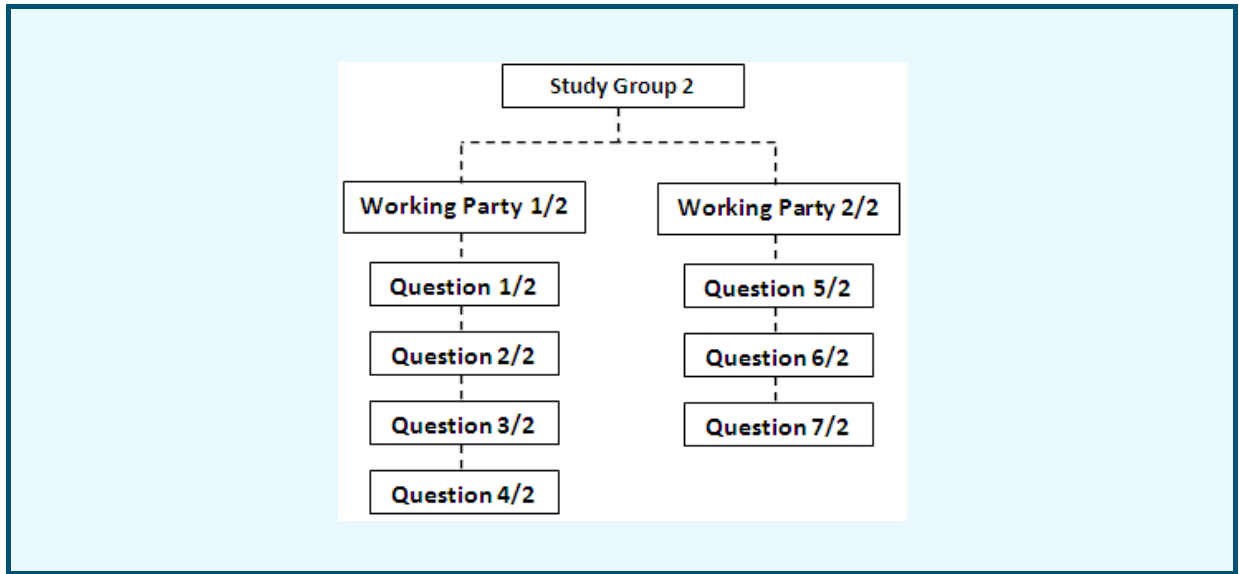 Study Group 2
Working Party 1/2
Working Party 2/2
Question 1/2
Question 5/2
Question 2/2
Question 6/2
Question 3/2
Question 7/2
Question 4/2